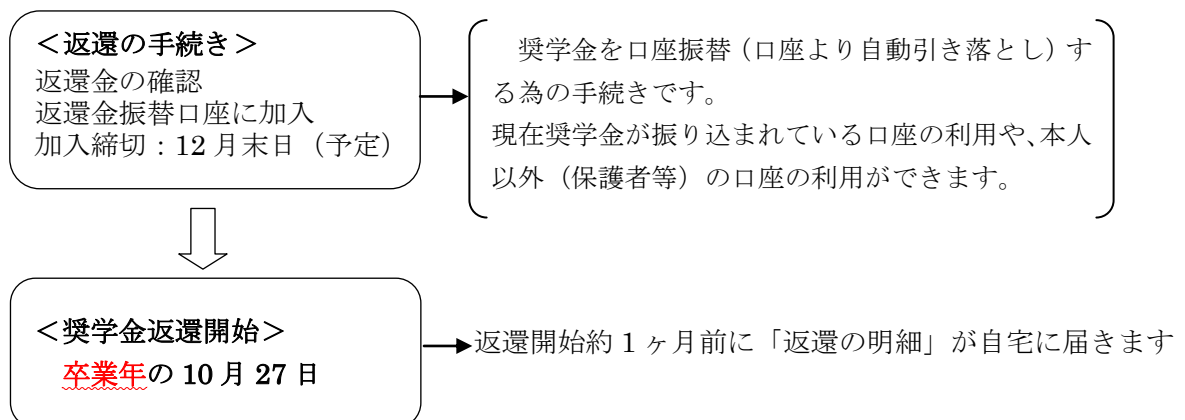 ＜返還の手続き＞
返還金の確認
返還金振替口座に加入
加入締切：12月末日（予定）
奨学金を口座振替（口座より自動引き落とし）す
る為の手続きです。
現在奨学金が振り込まれている口座の利用や、本人
以外（保護者等）の口座の利用ができます。
＜奨学金返還開始＞
卒業年の 10 月 27 日
返還開始約 1 ヶ月前に「返還の明細」が自宅に届きます